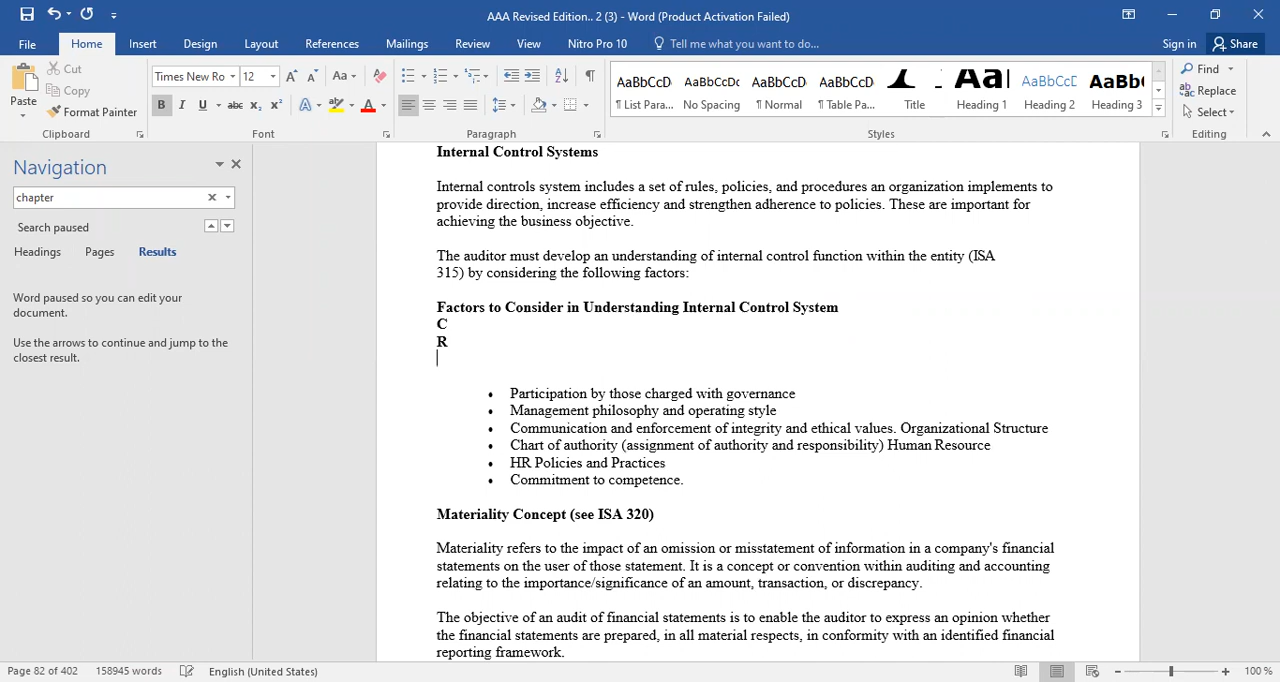 AAA Revised Edition.. 2 (3) - Word (Product Activation Failed)
File Home Insert Design Layout References Mailings Review View Nitro Pro 10 Tell me what you want to do... Sign in Share
Paste
Cut
Copy
Format Painter
Clipboard
Times New Ro 12
Aa
B I U abc X₂ X²
Font
Paragraph
AaBbCcD AaBbCcDc AaBbCcD AaBbCcD Aa AaBbCcD AaBbC
¶ List Para... No Spacing ¶ Normal ¶ Table Pa... Title Heading 1 Heading 2 Heading 3
Styles
Find
Replace
Select
Editing
Navigation
chapter
Search paused
Headings Pages Results
Word paused so you can edit your
document.
Use the arrows to continue and jump to the
closest result.
Internal Control Systems
Internal controls system includes a set of rules, policies, and procedures an organization implements to
provide direction, increase efficiency and strengthen adherence to policies. These are important for
achieving the business objective.
The auditor must develop an understanding of internal control function within the entity (ISA
315) by considering the following factors:
Factors to Consider in Understanding Internal Control System
C
R
• Participation by those charged with governance
• Management philosophy and operating style
• Communication and enforcement of integrity and ethical values. Organizational Structure
• Chart of authority (assignment of authority and responsibility) Human Resource
• HR Policies and Practices
• Commitment to competence.
Materiality Concept (see ISA 320)
Materiality refers to the impact of an omission or misstatement of information in a company's financial
statements on the user of those statement. It is a concept or convention within auditing and accounting
relating to the importance/significance of an amount, transaction, or discrepancy.
The objective of an audit of financial statements is to enable the auditor to express an opinion whether
the financial statements are prepared, in all material respects, in conformity with an identified financial
reporting framework.
Page 82 of 402 158945 words English (United States) 100 %